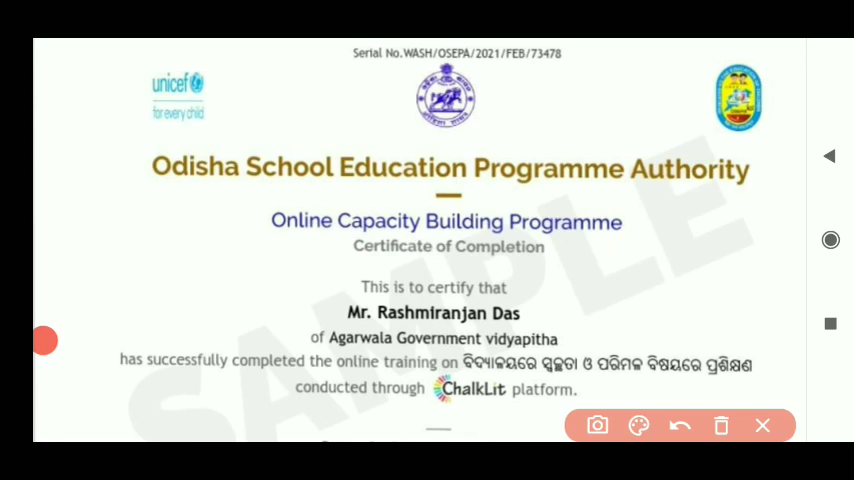 Serial No.WASH/OSEPA/2021/FEB/73478
unicef
for every child
Odisha School Education Programme Authority
Online Capacity Building Programme
Certificate of Completion
This is to certify that
Mr. Rashmiranjan Das
of Agarwala Government vidyapitha
has successfully completed the online training on ବିଦ୍ୟାଳୟରେ ସ୍ୱଚ୍ଛତା ଓ ପରିମଳ ବିଷୟରେ ପ୍ରଶିକ୍ଷଣ
conducted through ChalkLit platform.
SAMPLE